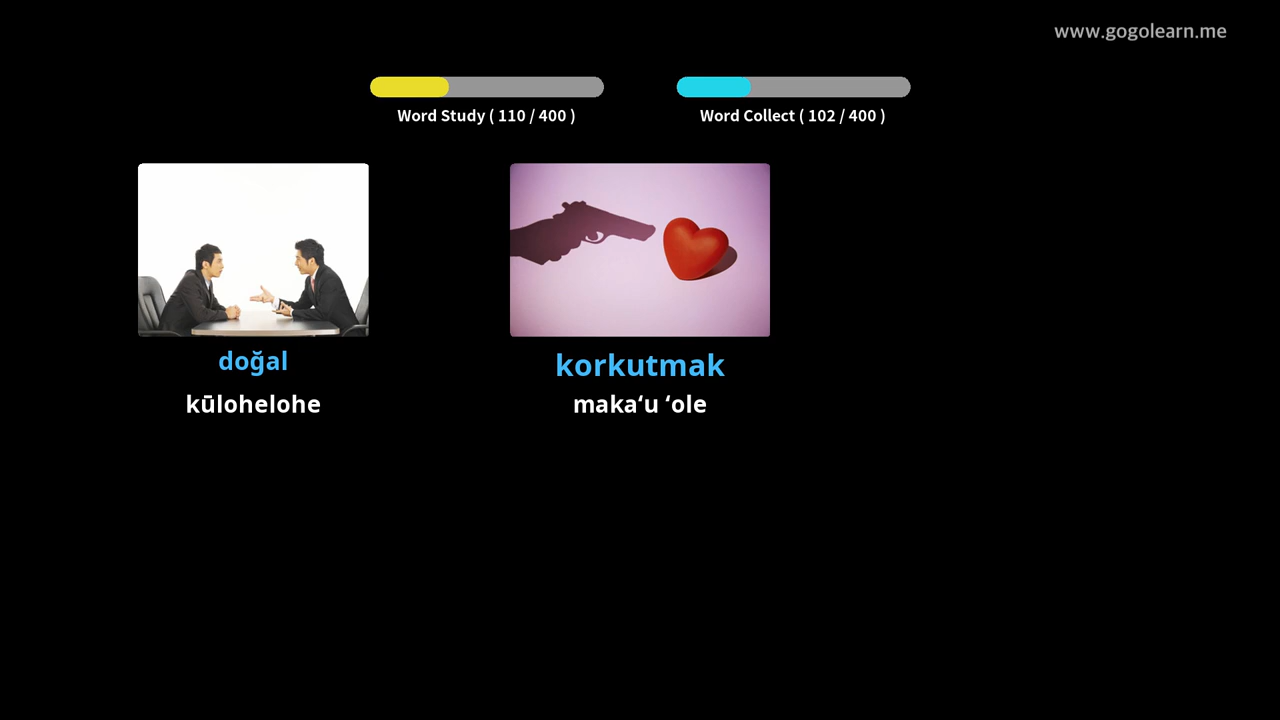 www.gogolearn.me
Word Study ( 110 / 400 )
Word Collect ( 102 / 400 )
doğal
kūlohelohe
korkutmak
makaʻu ʻole